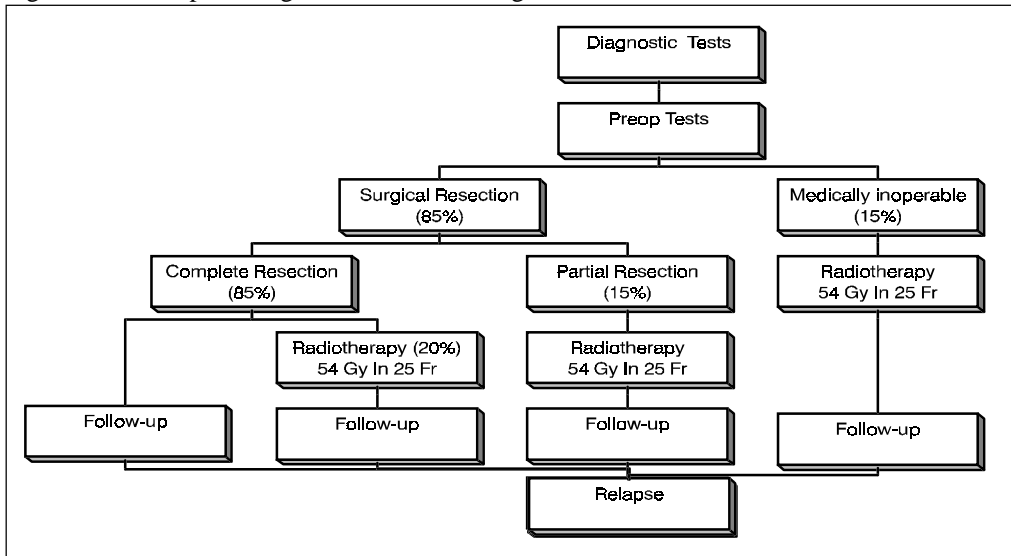 Diagnostic Tests
Preop Tests
Surgical Resection
(85%)
Medically inoperable
(15%)
Complete Resection
(85%)
Partial Resection
(15%)
Radiotherapy
54 Gy In 25 Fr
Radiotherapy (20%)
54 Gy In 25 Fr
Radiotherapy
54 Gy In 25 Fr
Follow-up
Follow-up
Follow-up
Follow-up
Relapse